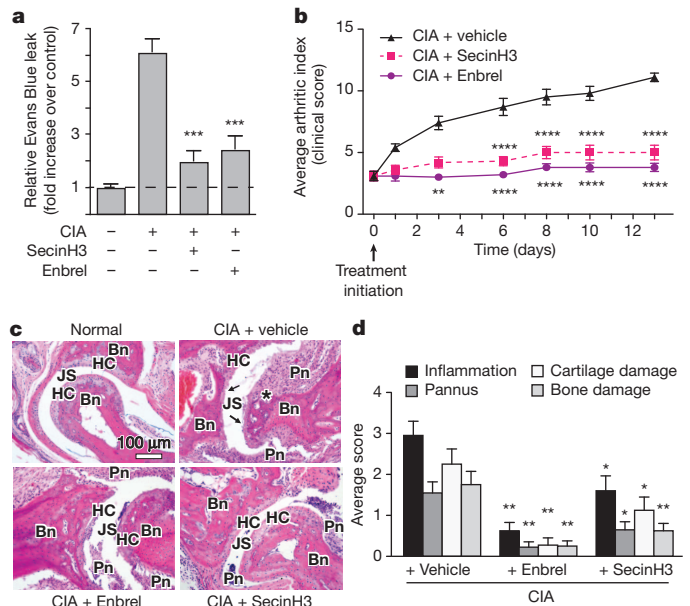 a
Relative Evans Blue leak
(fold increase over control)
7
5
3
1
***
***
CIA – + + +
SecinH3 – – + –
Enbrel – – – +
b
CIA + vehicle
CIA + SecinH3
CIA + Enbrel
Average arthritic index
(clinical score)
15
10
5
0
**** **** **** ****
** **** **** **** ****
0 2 4 6 8 10 12
Time (days)
Treatment
initiation
c
Normal
Bn
HC
JS
HC
Bn
100 µm
CIA + vehicle
HC
Pn
*
JS
Bn
Pn
Pn
HC
Bn
JS
HC
Bn
Pn
Pn
CIA + Enbrel
Bn
HC
HC
Pn
JS
Bn
Pn
CIA + SecinH3
d
Inflammation
Cartilage damage
Pannus
Bone damage
Average score
4
3
2
1
0
** ** ** **
* * * **
+ Vehicle + Enbrel + SecinH3
CIA